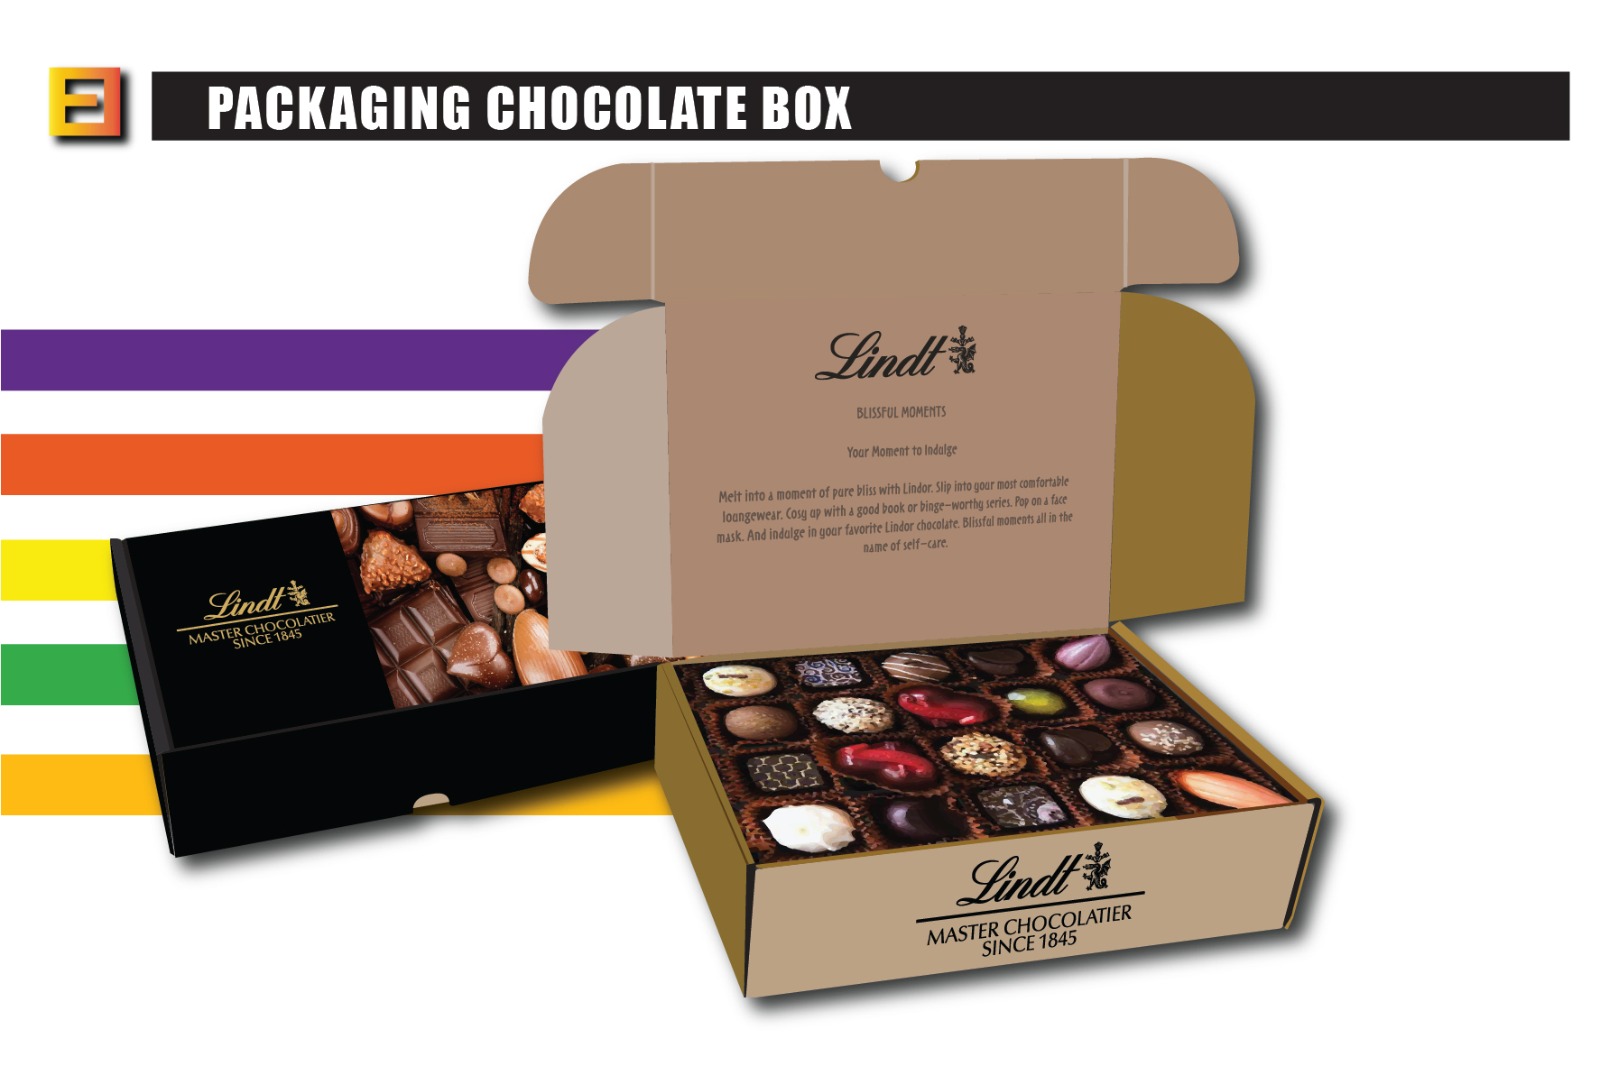 PACKAGING CHOCOLATE BOX
Lindt
BLISSFUL MOMENTS
Your Moment to Indulge
Melt into a moment of pure bliss with Lindor. Slip into your most comfortable
loungewear. Cosy up with a good book or binge-worthy series. Pop on a face
mask. And indulge in your favorite Lindor chocolate. Blissful moments all in the
name of self-care.
Lindt
MASTER CHOCOLATIER
SINCE 1845
Lindt
MASTER CHOCOLATIER
SINCE 1845